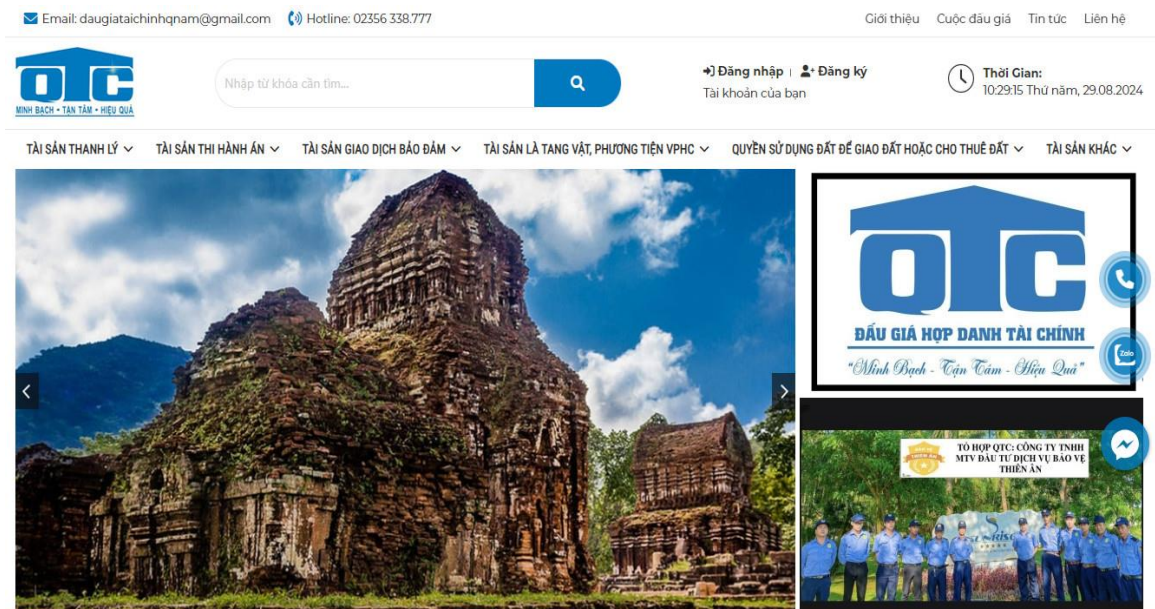 Email: daugiataichinhqnam@gmail.com
Hotline: 02356 338.777
Giới thiệu
Cuộc đấu giá
Tin tức
Liên hệ
QTC
MINH BẠCH • TẬN TÂM • HIỆU QUẢ
Nhập từ khóa cần tìm...
Đăng nhập | Đăng ký
Tài khoản của bạn
Thời Gian:
10:29:15 Thứ năm, 29.08.2024
TÀI SẢN THANH LÝ
TÀI SẢN THI HÀNH ÁN
TÀI SẢN GIAO DỊCH BẢO ĐẢM
TÀI SẢN LÀ TANG VẬT, PHƯƠNG TIỆN VPHC
QUYỀN SỬ DỤNG ĐẤT ĐỂ GIAO ĐẤT HOẶC CHO THUÊ ĐẤT
TÀI SẢN KHÁC
QTC
ĐẤU GIÁ HỢP DANH TÀI CHÍNH
"Minh Bạch - Tận Tâm - Hiệu Quả"
Zalo
THIÊN ÂN
TỔ HỢP QTC: CÔNG TY TNHH
MTV ĐẦU TƯ DỊCH VỤ BẢO VỆ
THIÊN ÂN